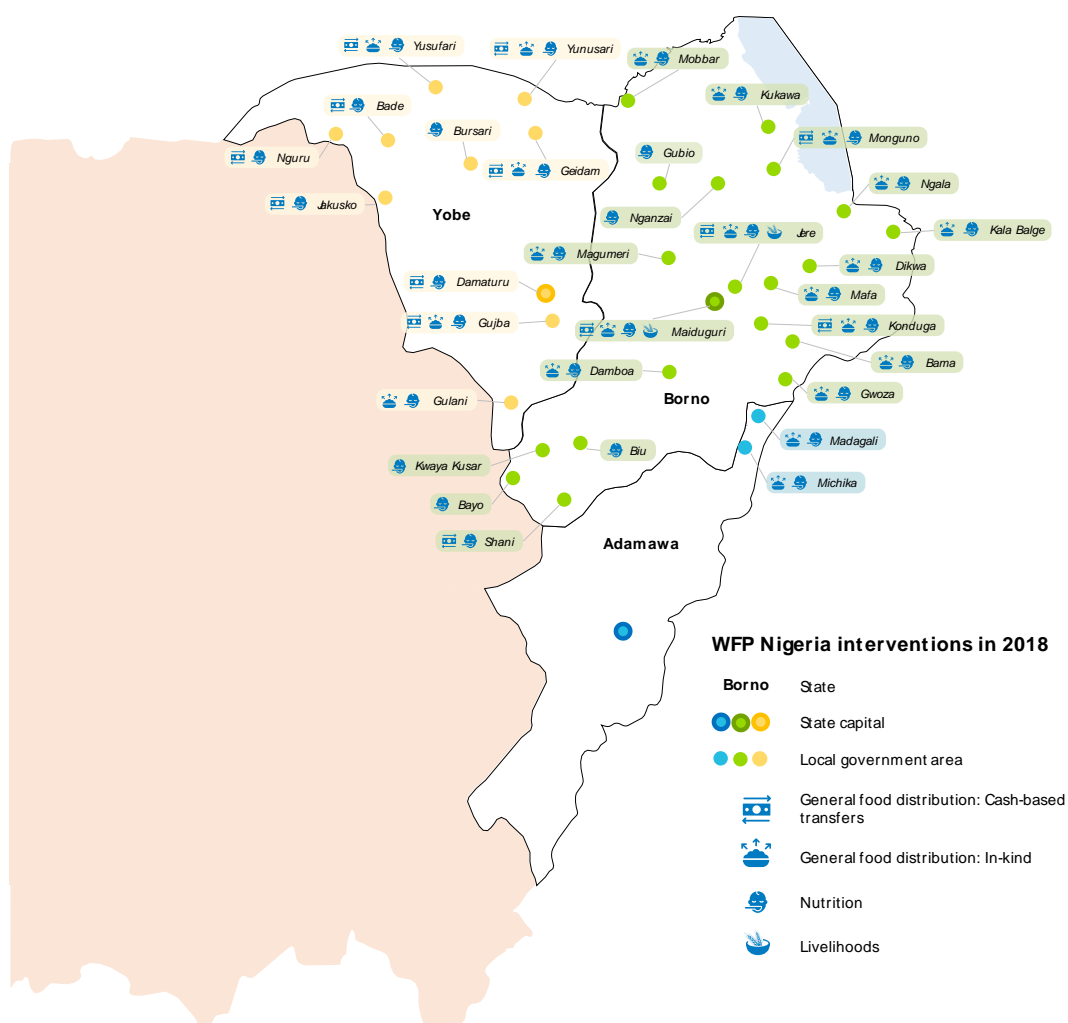 Yusufari
Yunusari
Mobbar
Kukawa
Bade
Bursari
Monguno
Nguru
Geidam
Gubio
Ngala
Jakusko
Yobe
Nganzai
Jere
Kala Balge
Magumeri
Dikwa
Damaturu
Mafa
Gujba
Maiduguri
Konduga
Damboa
Bama
Borno
Gwoza
Gulani
Madagali
Kwaya Kusar
Biu
Michika
Bayo
Shani
Adamawa
WFP Nigeria interventions in 2018
Borno State
State capital
Local government area
General food distribution: Cash-based
transfers
General food distribution: In-kind
Nutrition
Livelihoods